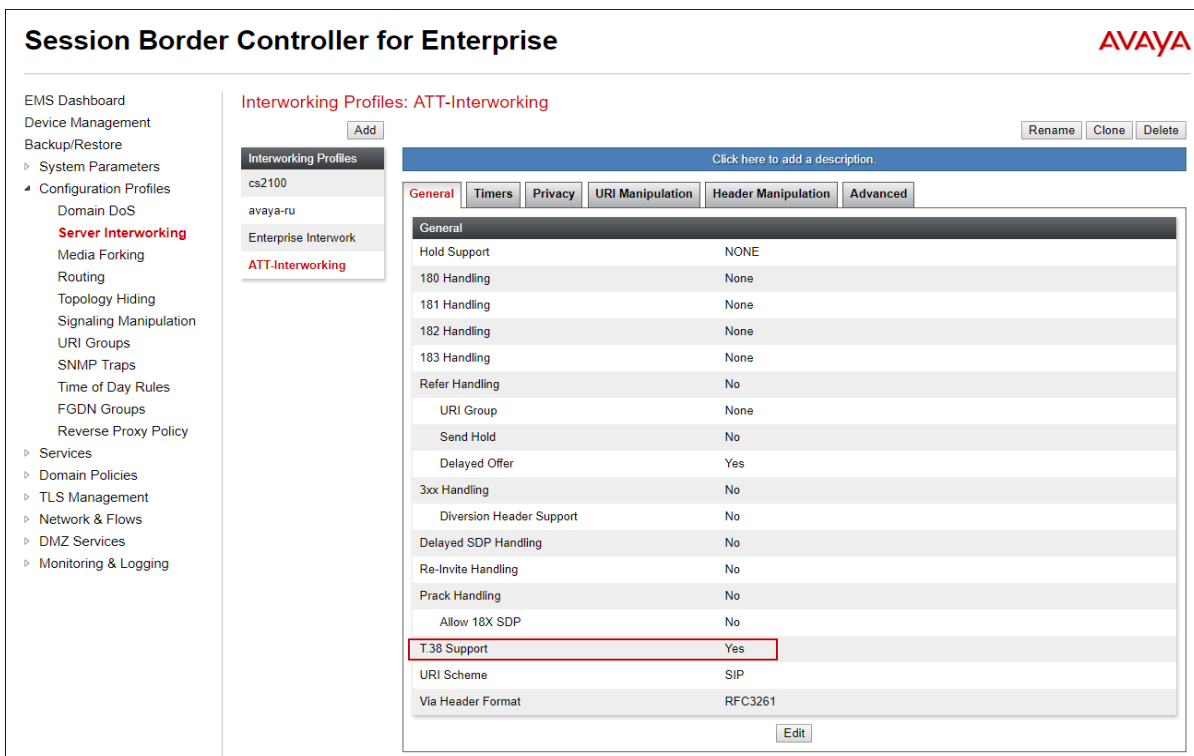 Session Border Controller for Enterprise
AVAYA
EMS Dashboard
Device Management
Backup/Restore
System Parameters
Configuration Profiles
Domain DoS
Server Interworking
Media Forking
Routing
Topology Hiding
Signaling Manipulation
URI Groups
SNMP Traps
Time of Day Rules
FGDN Groups
Reverse Proxy Policy
Services
Domain Policies
TLS Management
Network & Flows
DMZ Services
Monitoring & Logging
Interworking Profiles: ATT-Interworking
Add
Rename Clone Delete
Interworking Profiles
cs2100
avaya-ru
Enterprise Interwork
ATT-Interworking
Click here to add a description.
General Timers Privacy URI Manipulation Header Manipulation Advanced
General
Hold Support NONE
180 Handling None
181 Handling None
182 Handling None
183 Handling None
Refer Handling No
URI Group None
Send Hold No
Delayed Offer Yes
3xx Handling No
Diversion Header Support No
Delayed SDP Handling No
Re-Invite Handling No
Prack Handling No
Allow 18X SDP No
T.38 Support Yes
URI Scheme SIP
Via Header Format RFC3261
Edit